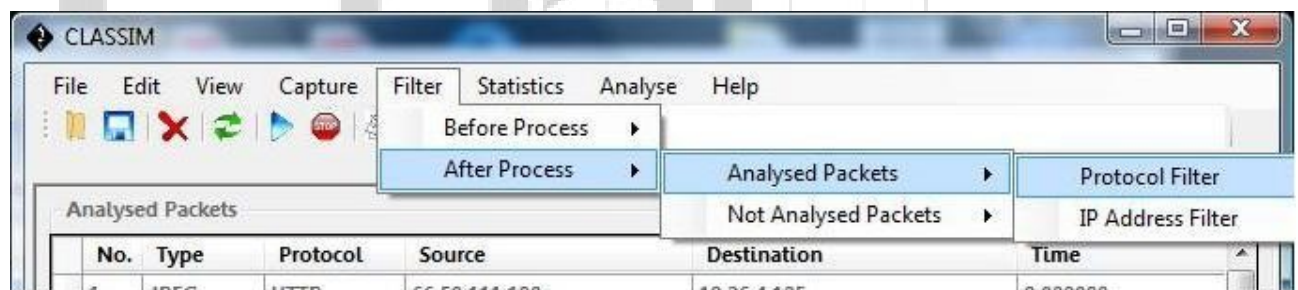 CLASSIM
File Edit View Capture Filter Statistics Analyse Help
STOP
Before Process
After Process
Analysed Packets
Protocol Filter
Not Analysed Packets
IP Address Filter
Analysed Packets
No. Type Protocol Source Destination Time